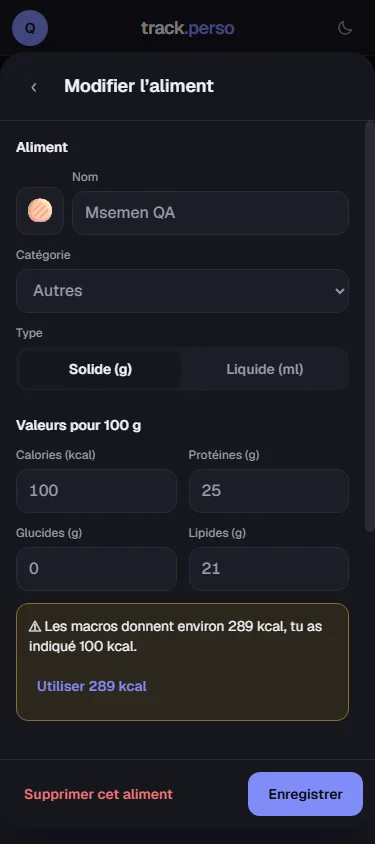 Q
track.perso
‹ Modifier l’aliment
Aliment
Nom
Msemen QA
Catégorie
Autres
Type
Solide (g) Liquide (ml)
Valeurs pour 100 g
Calories (kcal) Protéines (g)
100 25
Glucides (g) Lipides (g)
0 21
⚠ Les macros donnent environ 289 kcal, tu as
indiqué 100 kcal.
Utiliser 289 kcal
Supprimer cet aliment Enregistrer